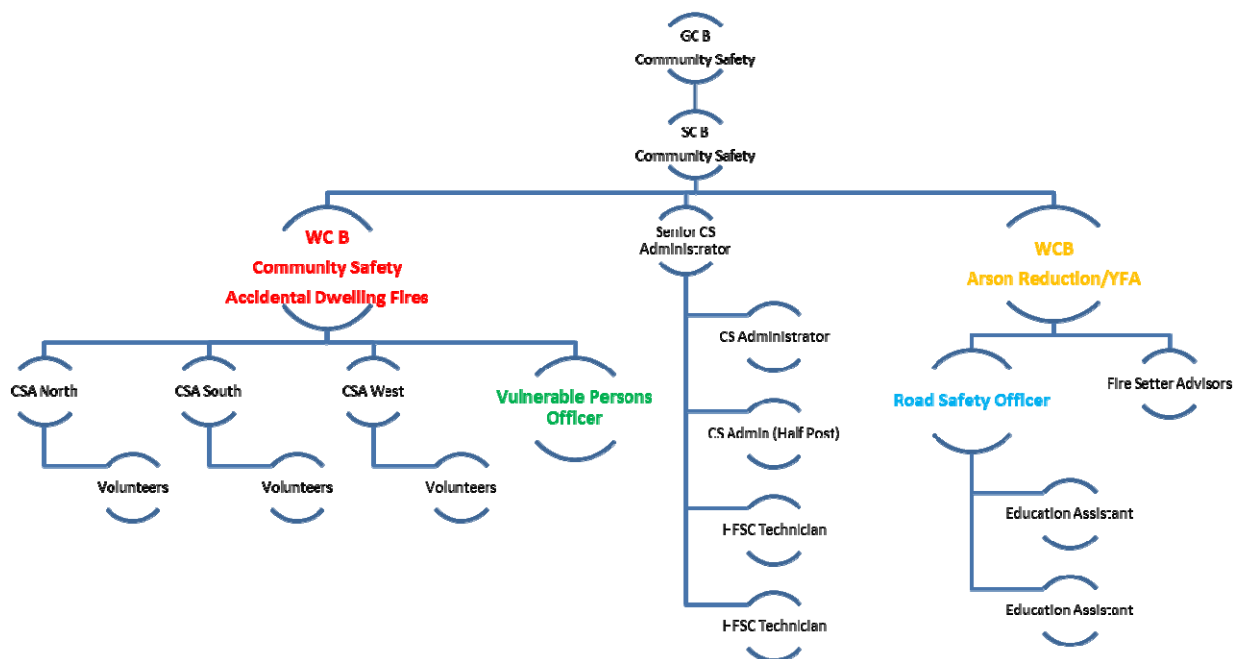 GC B
Community Safety
SC B
Community Safety
WC B
Community Safety
Accidental Dwelling Fires
Senior CS
Administrator
WCB
Arson Reduction/YFA
CSA North
CSA South
CSA West
Vulnerable Persons
Officer
Volunteers
Volunteers
Volunteers
CS Administrator
CS Admin (Half Post)
HFSC Technician
HFSC Technician
Road Safety Officer
Fire Setter Advisors
Education Assistant
Education Assistant